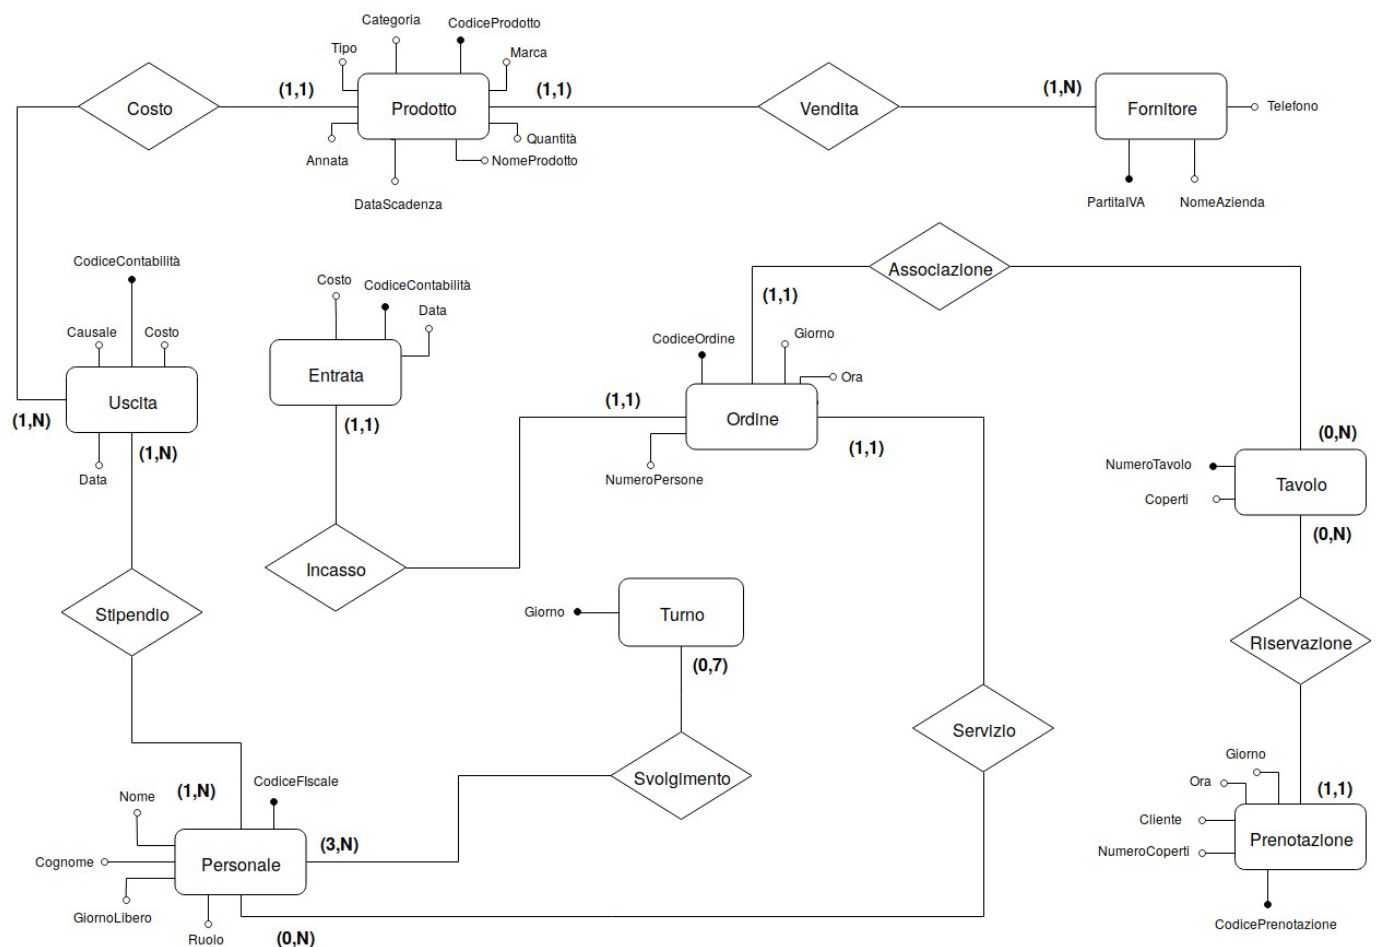 Categoria
CodiceProdotto
Tipo
Marca
Costo
(1,1)
Prodotto
(1,1)
Vendita
(1,N)
Fornitore
Telefono
Annata
Quantità
NomeProdotto
DataScadenza
PartitaIVA
NomeAzienda
CodiceContabilità
Costo
CodiceContabilità
Data
Associazione
(1,1)
Causale
Costo
CodiceOrdine
Giorno
Ora
Entrata
Uscita
(1,N)
(1,N)
(1,1)
(1,1)
Ordine
(1,1)
(0,N)
Data
NumeroPersone
NumeroTavolo
Coperti
Tavolo
(0,N)
Incasso
Stipendio
Giorno
Turno
(0,7)
Riservazione
Servizio
Svolgimento
Giorno
Ora
Nome
(1,N)
CodiceFIscale
(1,1)
Cliente
(3,N)
Prenotazione
NumeroCoperti
Cognome
Personale
GiornoLibero
Ruolo
(0,N)
CodicePrenotazione